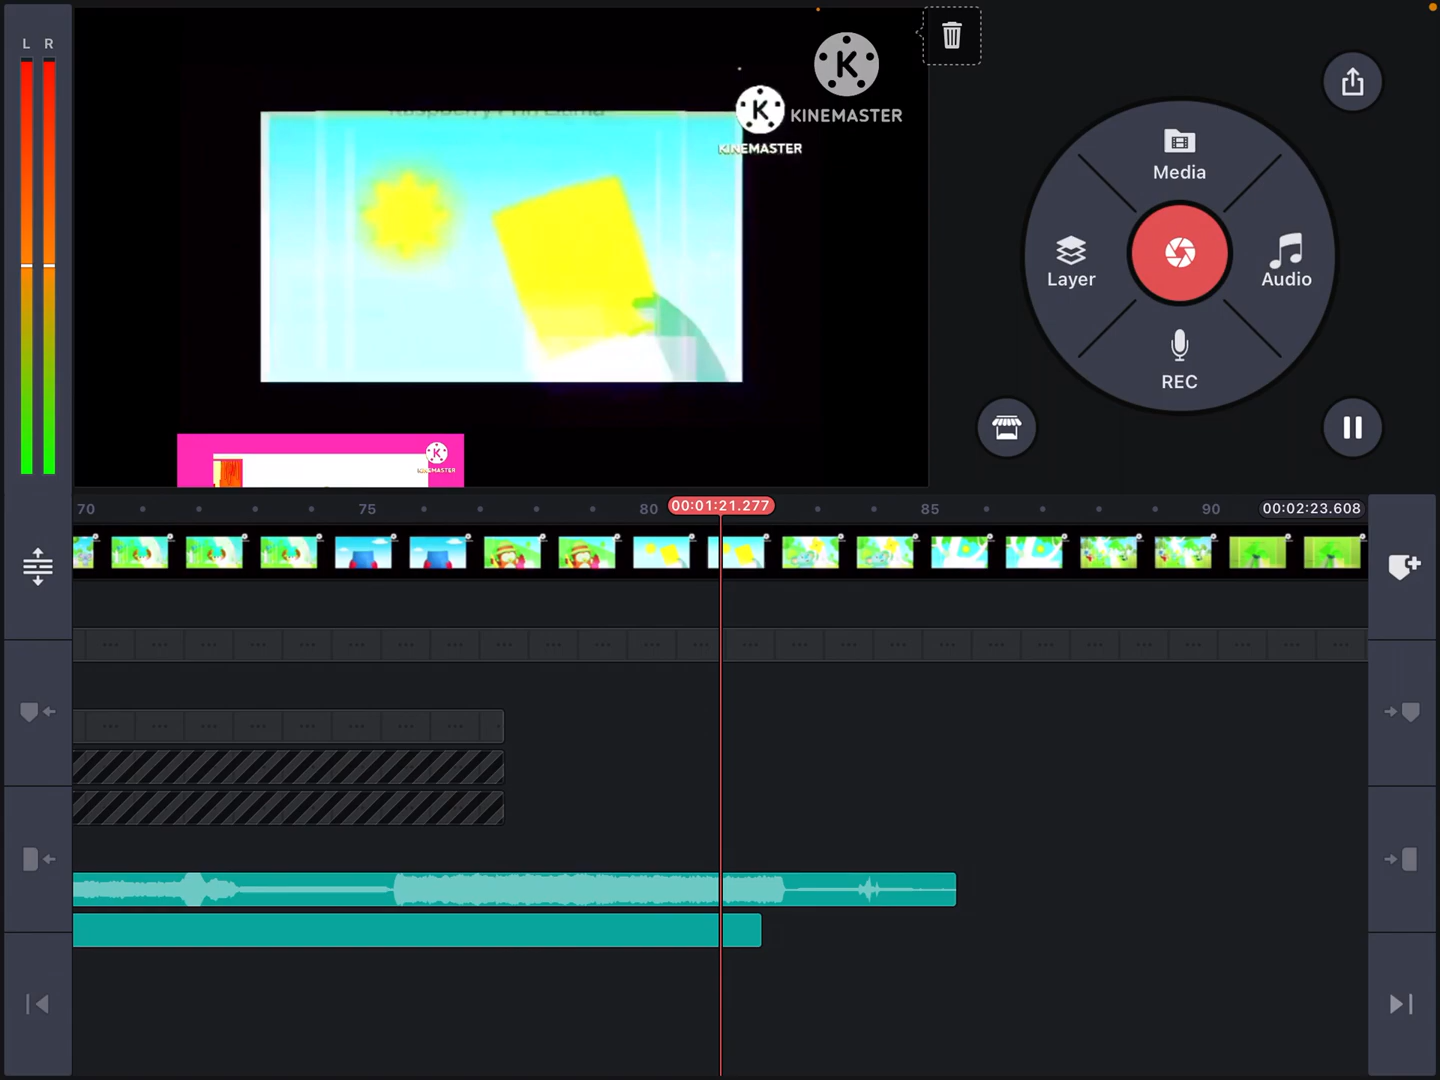 L R
KINEMASTER
KINEMASTER
KINEMASTER
Media
Layer
Audio
REC
70
75
80
00:01:21.277
85
90
00:02:23.608